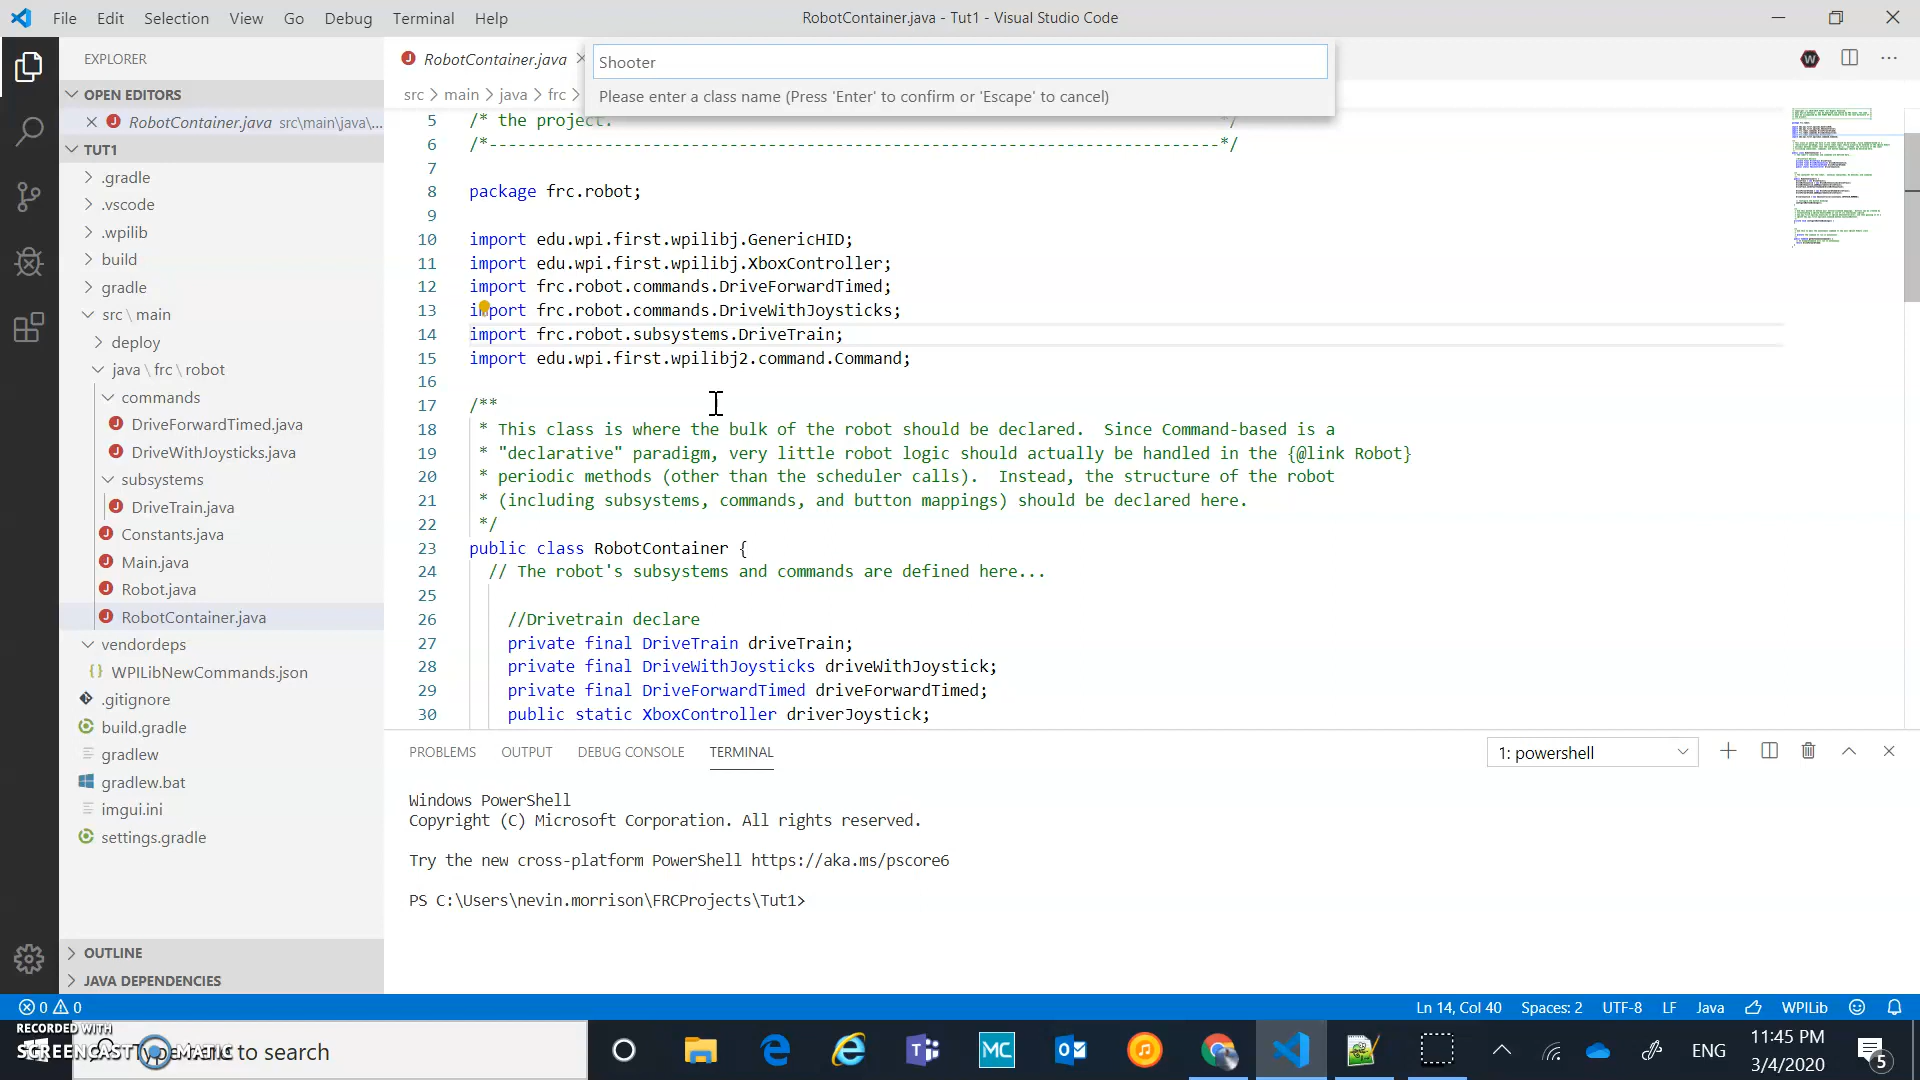 File Edit Selection View Go Debug Terminal Help
RobotContainer.java - Tut1 - Visual Studio Code
EXPLORER
OPEN EDITORS
RobotContainer.java src\main\java\...
TUT1
.gradle
.vscode
.wpilib
build
gradle
src \ main
deploy
java \ frc \ robot
commands
DriveForwardTimed.java
DriveWithJoysticks.java
subsystems
DriveTrain.java
Constants.java
Main.java
Robot.java
RobotContainer.java
vendordeps
WPILibNewCommands.json
.gitignore
build.gradle
gradlew
gradlew.bat
imgui.ini
settings.gradle
OUTLINE
JAVA DEPENDENCIES
RobotContainer.java
Shooter
Please enter a class name (Press 'Enter' to confirm or 'Escape' to cancel)
src > main > java > frc >
5 /* the project. */
6 /*----------------------------------------------------------------------------*/
7
8 package frc.robot;
9
10 import edu.wpi.first.wpilibj.GenericHID;
11 import edu.wpi.first.wpilibj.XboxController;
12 import frc.robot.commands.DriveForwardTimed;
13 import frc.robot.commands.DriveWithJoysticks;
14 import frc.robot.subsystems.DriveTrain;
15 import edu.wpi.first.wpilibj2.command.Command;
16
17 /**
18 * This class is where the bulk of the robot should be declared.  Since Command-based is a
19 * "declarative" paradigm, very little robot logic should actually be handled in the {@link Robot}
20 * periodic methods (other than the scheduler calls).  Instead, the structure of the robot
21 * (including subsystems, commands, and button mappings) should be declared here.
22 */
23 public class RobotContainer {
24 // The robot's subsystems and commands are defined here...
25
26 //Drivetrain declare
27 private final DriveTrain driveTrain;
28 private final DriveWithJoysticks driveWithJoystick;
29 private final DriveForwardTimed driveForwardTimed;
30 public static XboxController driverJoystick;
PROBLEMS OUTPUT DEBUG CONSOLE TERMINAL
1: powershell
Windows PowerShell
Copyright (C) Microsoft Corporation. All rights reserved.
Try the new cross-platform PowerShell https://aka.ms/pscore6
PS C:\Users\nevin.morrison\FRCProjects\Tut1>
0 0
Ln 14, Col 40 Spaces: 2 UTF-8 LF Java WPILib
RECORDED WITH
SCREENCAST MATIC
Type here to search
ENG
11:45 PM
3/4/2020
5